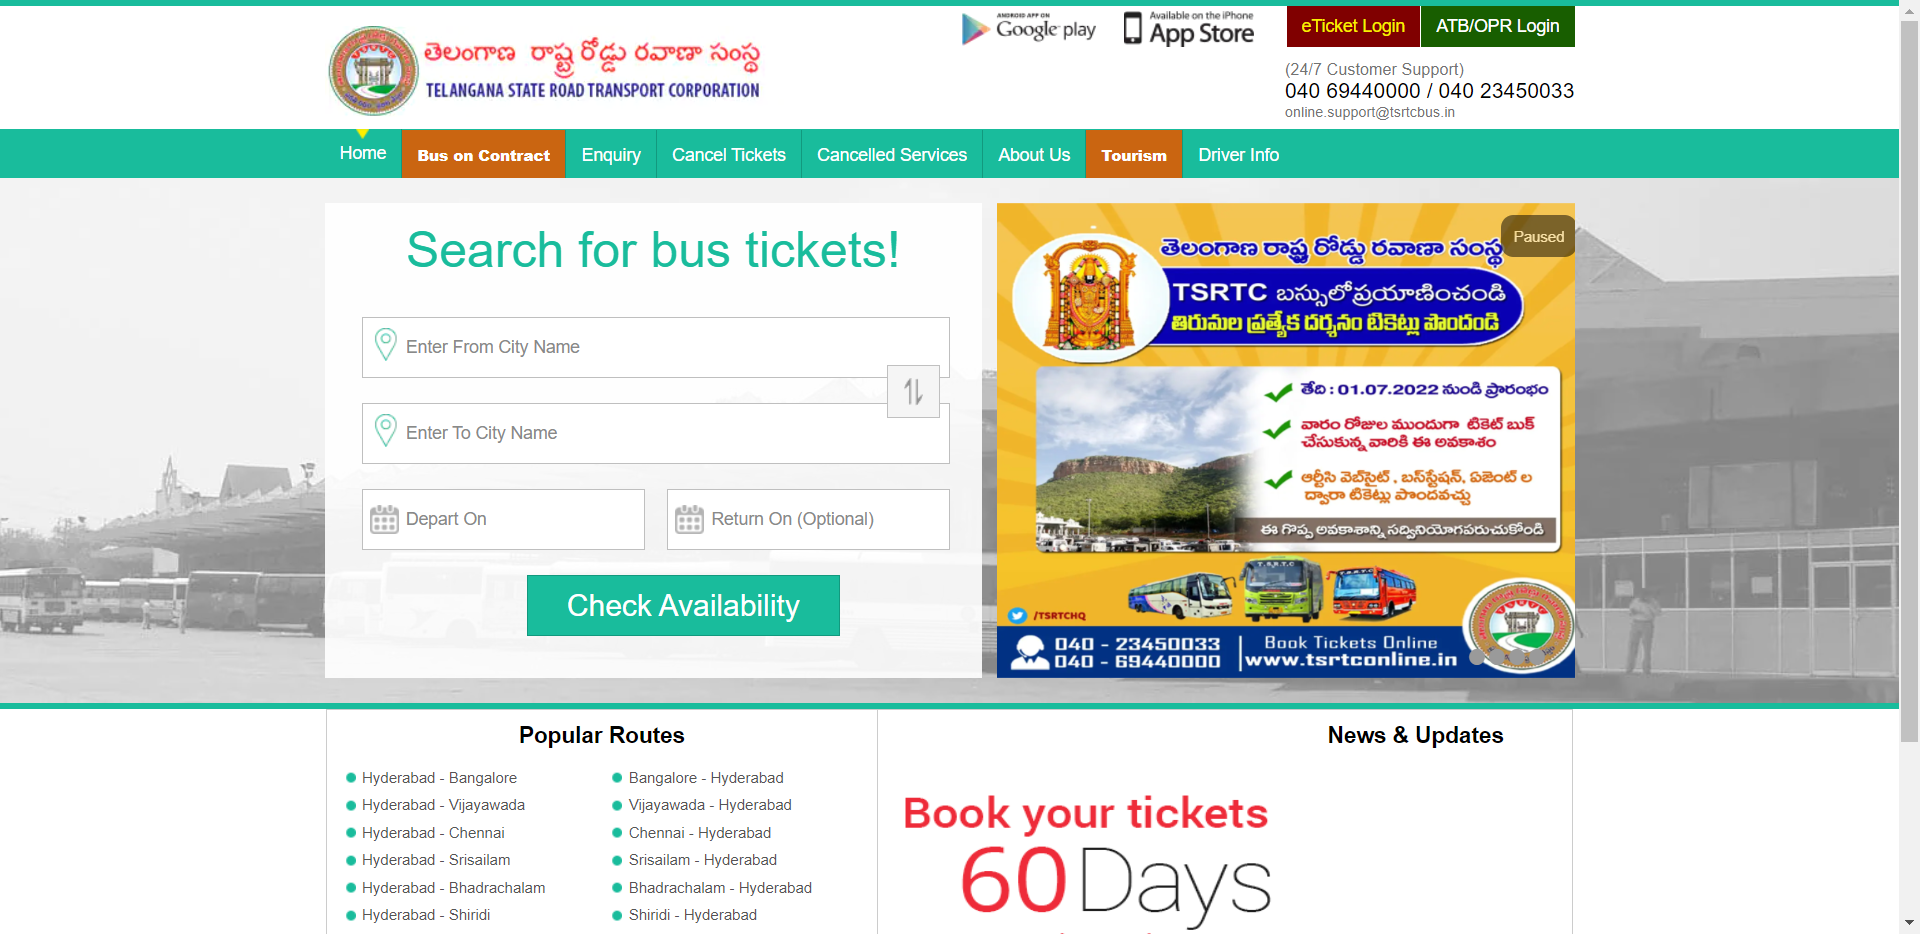 ANDROID APP ON
Google play
Available on the iPhone
App Store
eTicket Login
ATB/OPR Login
తెలంగాణ రాష్ట్ర రోడ్డు రవాణా సంస్థ
TELANGANA STATE ROAD TRANSPORT CORPORATION
(24/7 Customer Support)
040 69440000 / 040 23450033
online.support@tsrtcbus.in
Home
Bus on Contract
Enquiry
Cancel Tickets
Cancelled Services
About Us
Tourism
Driver Info
Search for bus tickets!
Enter From City Name
Enter To City Name
Depart On
Return On (Optional)
Check Availability
Paused
తెలంగాణ రాష్ట్ర రోడ్డు రవాణా సంస్థ
TSRTC బస్సులో ప్రయాణించండి
తిరుమల ప్రత్యేక దర్శనం టికెట్లు పొందండి
తేది : 01.07.2022 నుండి ప్రారంభం
వారం రోజుల ముందుగా టికెట్ బుక్
చేసుకున్న వారికి ఈ అవకాశం
ఆర్టీసి వెబ్‌సైట్ , బస్‌స్టేషన్, ఏజెంట్ ల
ద్వారా టికెట్లు పొందవచ్చు
ఈ గొప్ప అవకాశాన్ని సద్వినియోగపరుచుకోండి
T.S.R.T.C
/TSRTCHQ
040 - 23450033
040 - 69440000
Book Tickets Online
www.tsrtconline.in
Popular Routes
Hyderabad - Bangalore
Bangalore - Hyderabad
Hyderabad - Vijayawada
Vijayawada - Hyderabad
Hyderabad - Chennai
Chennai - Hyderabad
Hyderabad - Srisailam
Srisailam - Hyderabad
Hyderabad - Bhadrachalam
Bhadrachalam - Hyderabad
Hyderabad - Shiridi
Shiridi - Hyderabad
News & Updates
Book your tickets
60 Days